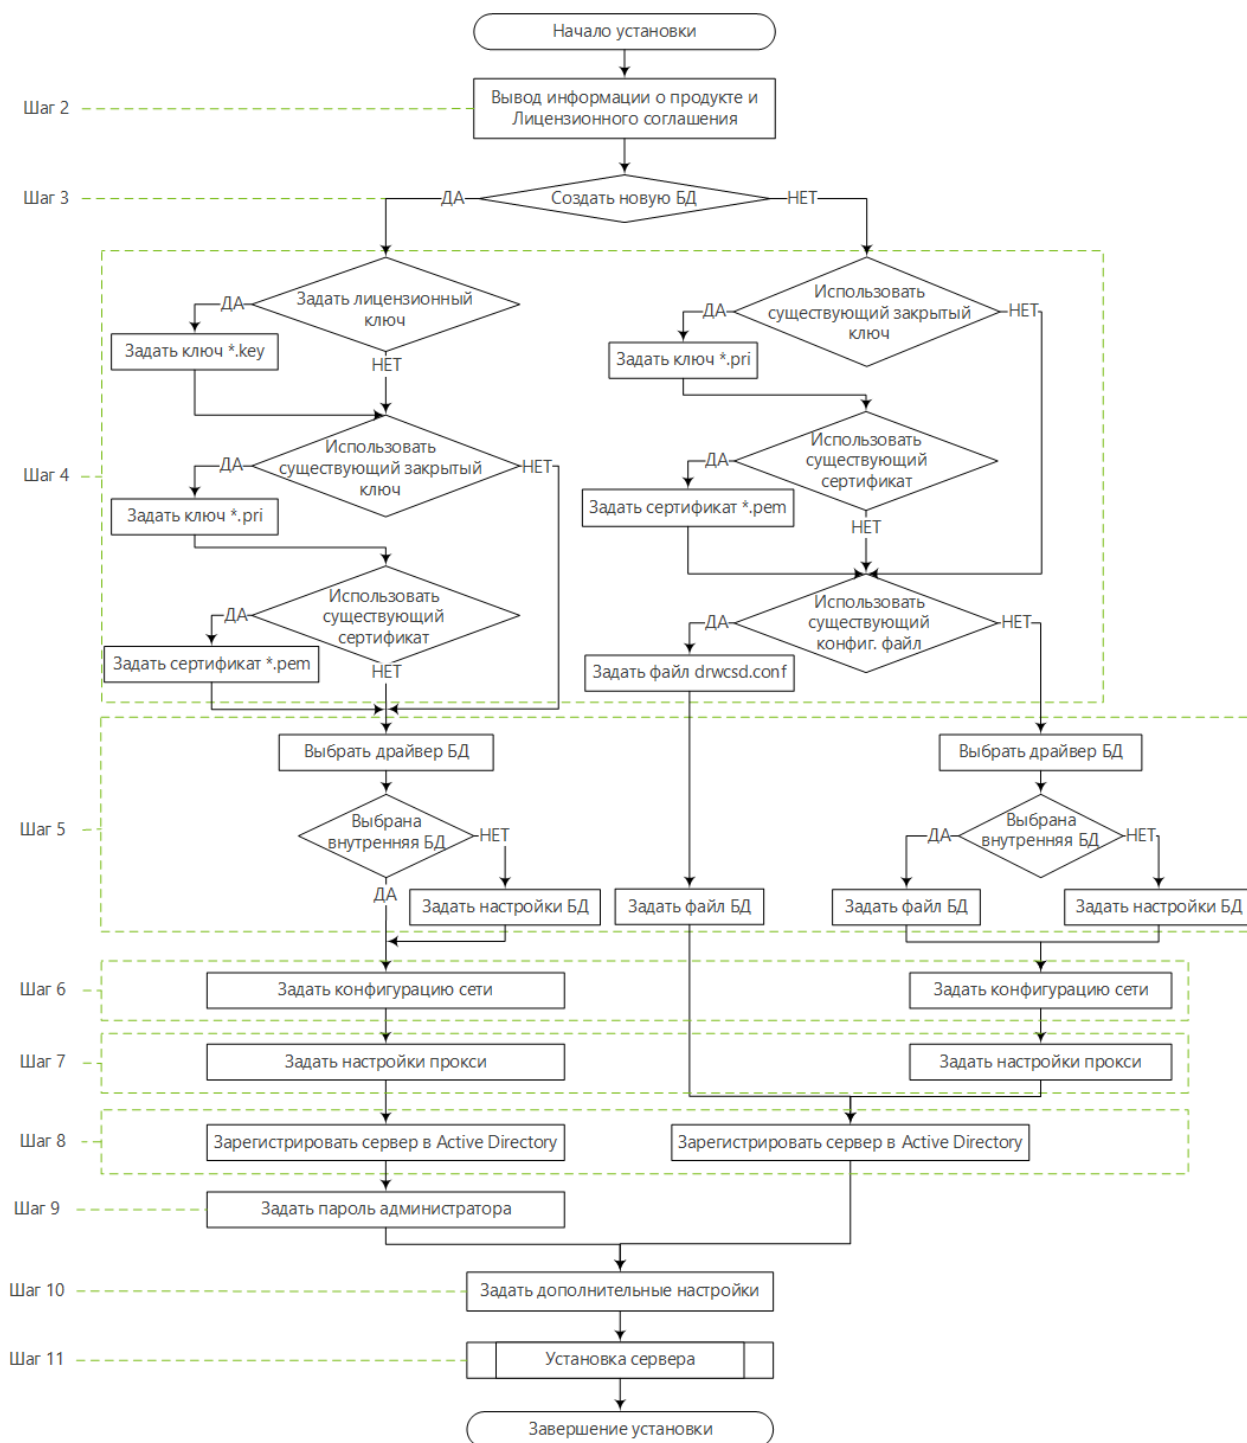 Начало установки
Шаг 2
Вывод информации о продукте и
Лицензионного соглашения
Шаг 3
ДА
Создать новую БД
НЕТ
Шаг 4
Задать лицензионный
ключ
ДА
Задать ключ *.key
НЕТ
Использовать
существующий закрытый
ключ
ДА
НЕТ
Задать ключ *.pri
Использовать
существующий
сертификат
ДА
Задать сертификат *.pem
НЕТ
Использовать
существующий закрытый
ключ
ДА
НЕТ
Задать ключ *.pri
Использовать
существующий
сертификат
ДА
Задать сертификат *.pem
НЕТ
Использовать
существующий
конфиг. файл
ДА
НЕТ
Задать файл drwcsd.conf
Шаг 5
Выбрать драйвер БД
Выбрана
внутренняя БД
НЕТ
ДА
Задать настройки БД
Задать файл БД
Выбрать драйвер БД
Выбрана
внутренняя БД
ДА
НЕТ
Задать файл БД
Задать настройки БД
Шаг 6
Задать конфигурацию сети
Задать конфигурацию сети
Шаг 7
Задать настройки прокси
Задать настройки прокси
Шаг 8
Зарегистрировать сервер в Active Directory
Зарегистрировать сервер в Active Directory
Шаг 9
Задать пароль администратора
Шаг 10
Задать дополнительные настройки
Шаг 11
Установка сервера
Завершение установки